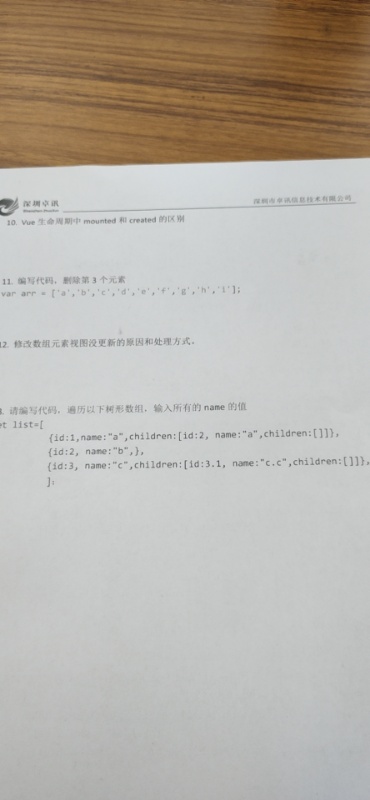 深圳卓讯
深圳市卓讯信息技术有限公司
10. Vue 生命周期中 mounted 和 created 的区别
11. 编写代码，删除第 3 个元素
var arr = ['a','b','c','d','e','f','g','h','i'];
2. 修改数组元素视图没更新的原因和处理方式。
. 请编写代码，遍历以下树形数组，输入所有的 name 的值
et list=[
{id:1,name:"a",children:[id:2, name:"a",children:[]]},
{id:2, name:"b",},
{id:3, name:"c",children:[id:3.1, name:"c.c",children:[]]},
];